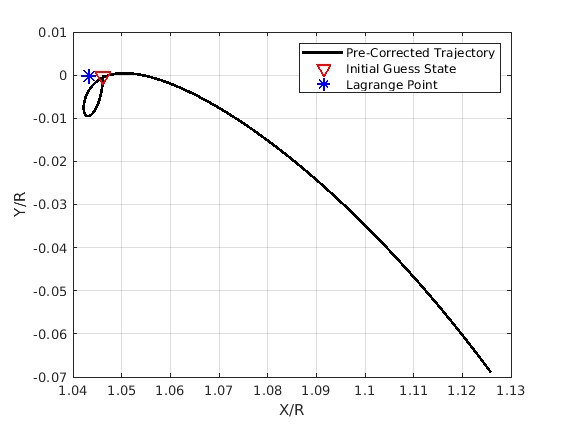 0.01
0
-0.01
-0.02
-0.03
-0.04
-0.05
-0.06
-0.07
Y/R
Pre-Corrected Trajectory
Initial Guess State
Lagrange Point
1.04 1.05 1.06 1.07 1.08 1.09 1.1 1.11 1.12 1.13
X/R